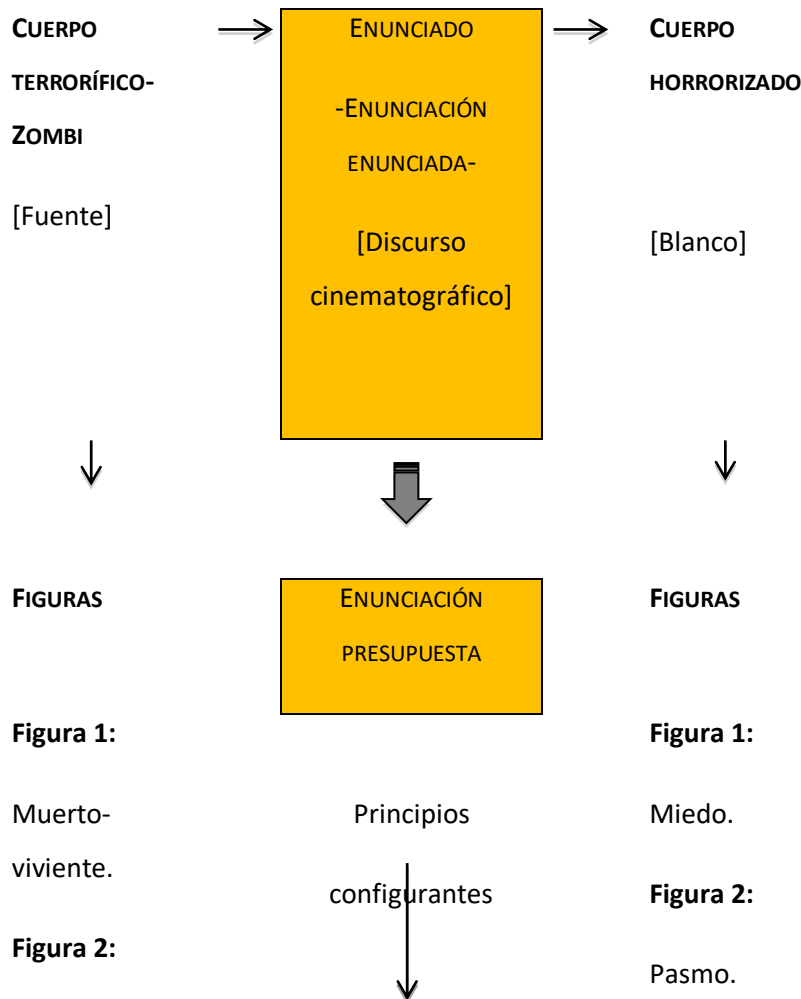 CUERPO
TERRORÍFICO-
ZOMBI
[Fuente]
ENUNCIADO
-ENUNCIACIÓN
ENUNCIADA-
[Discurso
cinematográfico]
CUERPO
HORRORIZADO
[Blanco]
FIGURAS
Figura 1:
Muerto-
viviente.
Figura 2:
ENUNCIACIÓN
PRESUPUESTA
Principios
configurantes
FIGURAS
Figura 1:
Miedo.
Figura 2:
Pasmo.